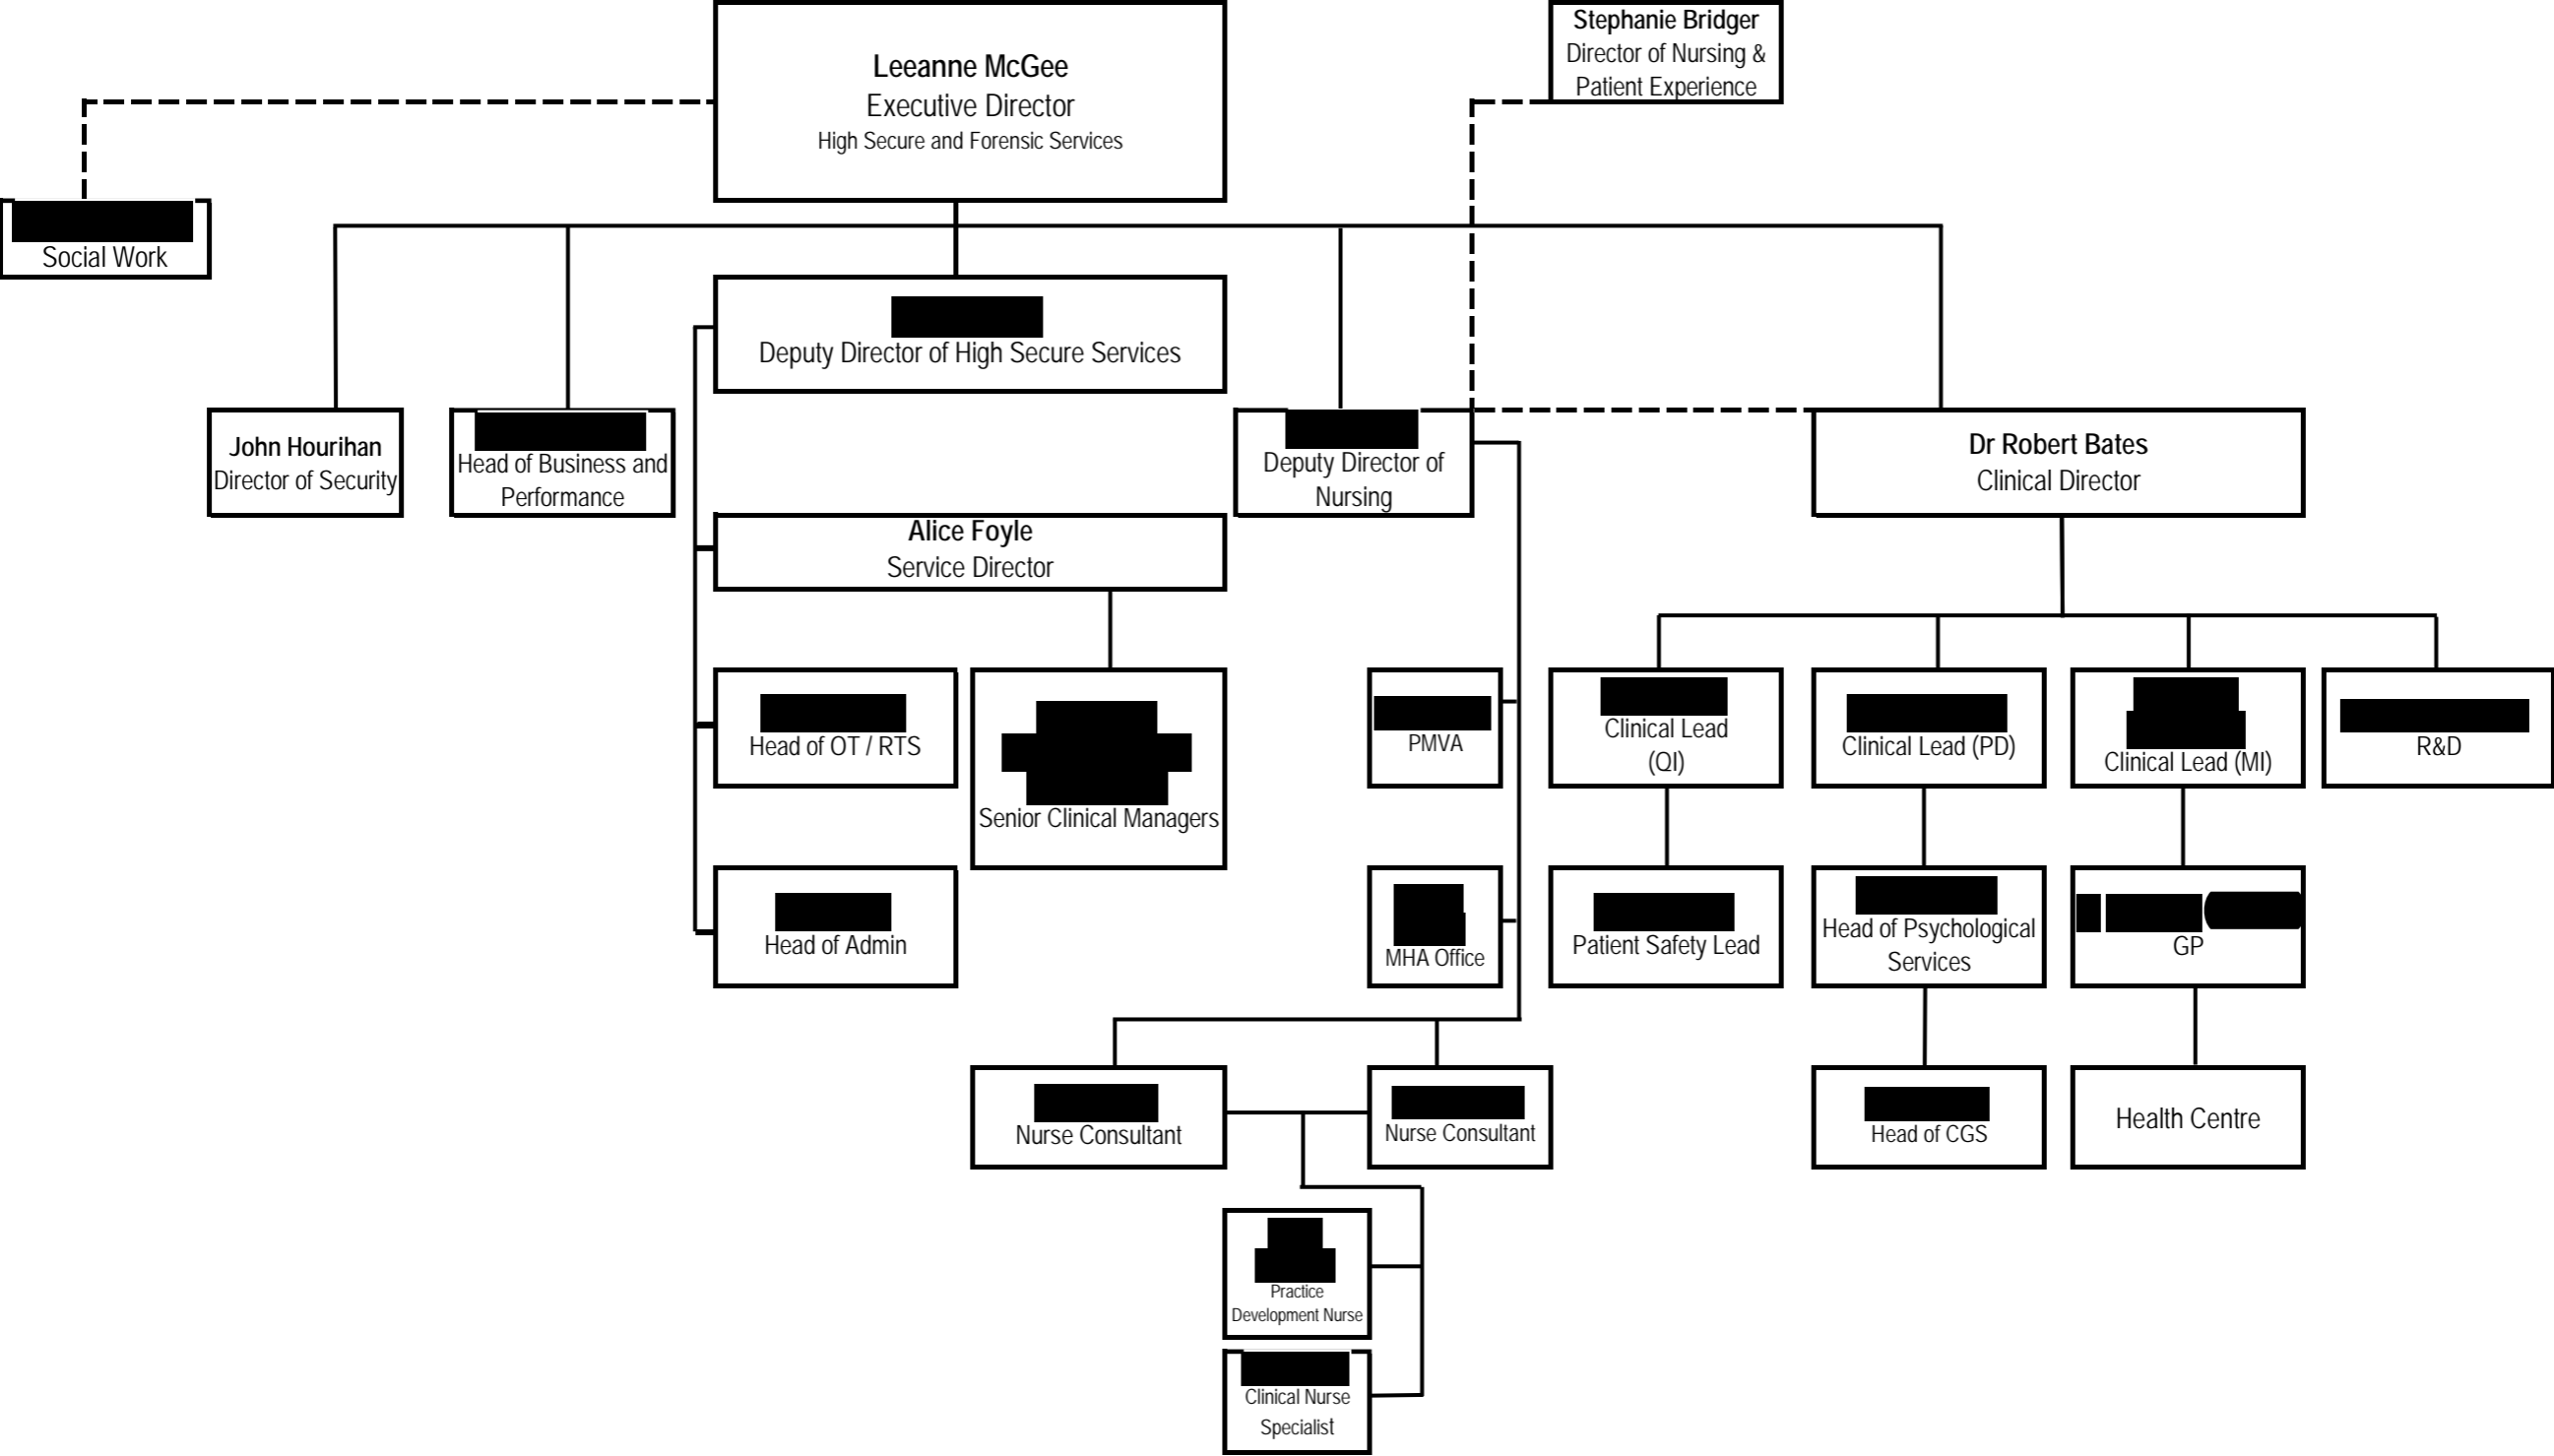 Leeanne McGee
Executive Director
High Secure and Forensic Services
Stephanie Bridger
Director of Nursing &
Patient Experience
Social Work
Deputy Director of High Secure Services
John Hourihan
Director of Security
Head of Business and
Performance
Deputy Director of
Nursing
Dr Robert Bates
Clinical Director
Alice Foyle
Service Director
Head of OT / RTS
Senior Clinical Managers
PMVA
Clinical Lead
(QI)
Clinical Lead (PD)
Clinical Lead (MI)
R&D
Head of Admin
MHA Office
Patient Safety Lead
Head of Psychological
Services
GP
Nurse Consultant
Nurse Consultant
Head of CGS
Health Centre
Practice
Development Nurse
Clinical Nurse
Specialist